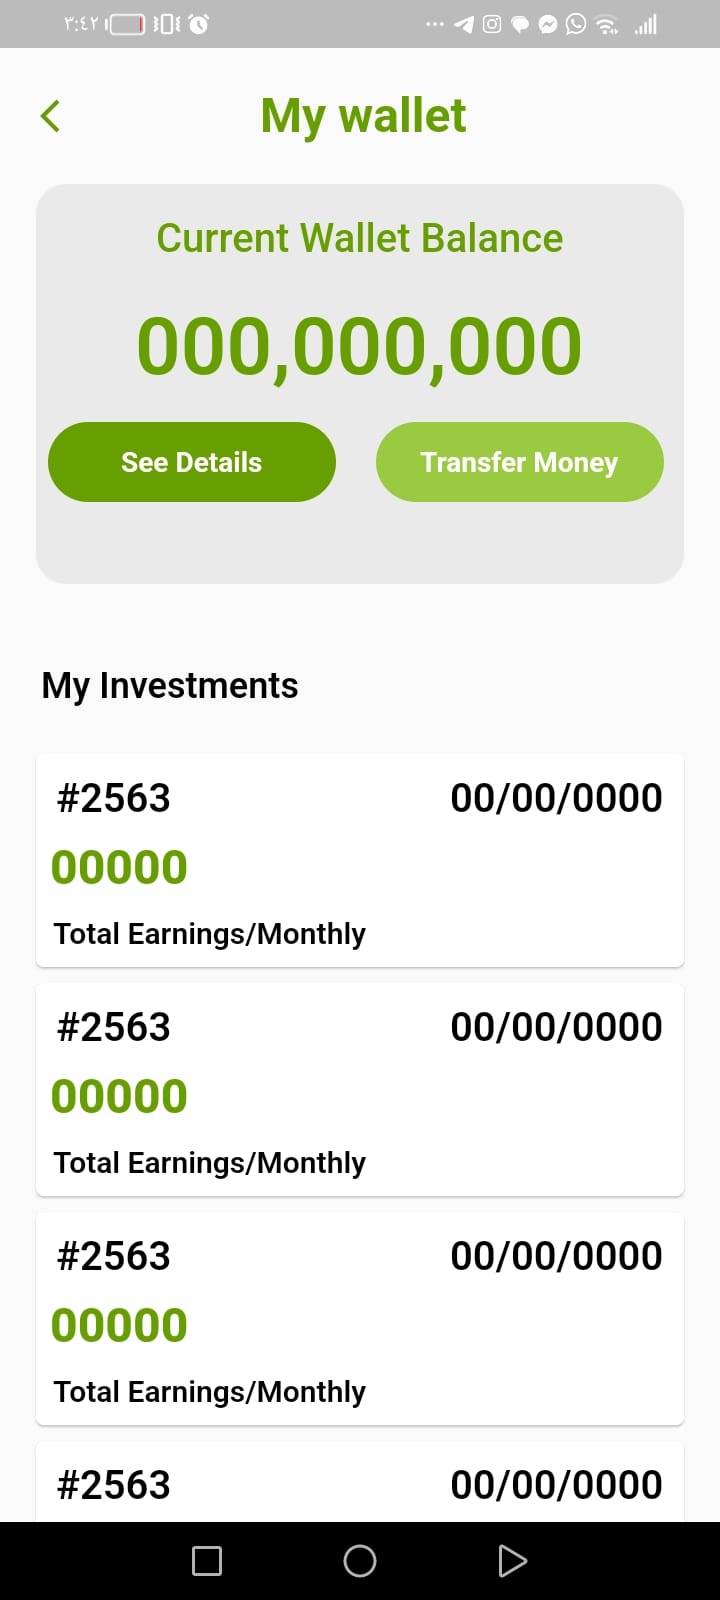 ٣:٤٢
My wallet
Current Wallet Balance
000,000,000
See Details
Transfer Money
My Investments
#2563
00/00/0000
00000
Total Earnings/Monthly
#2563
00/00/0000
00000
Total Earnings/Monthly
#2563
00/00/0000
00000
Total Earnings/Monthly
#2563
00/00/0000